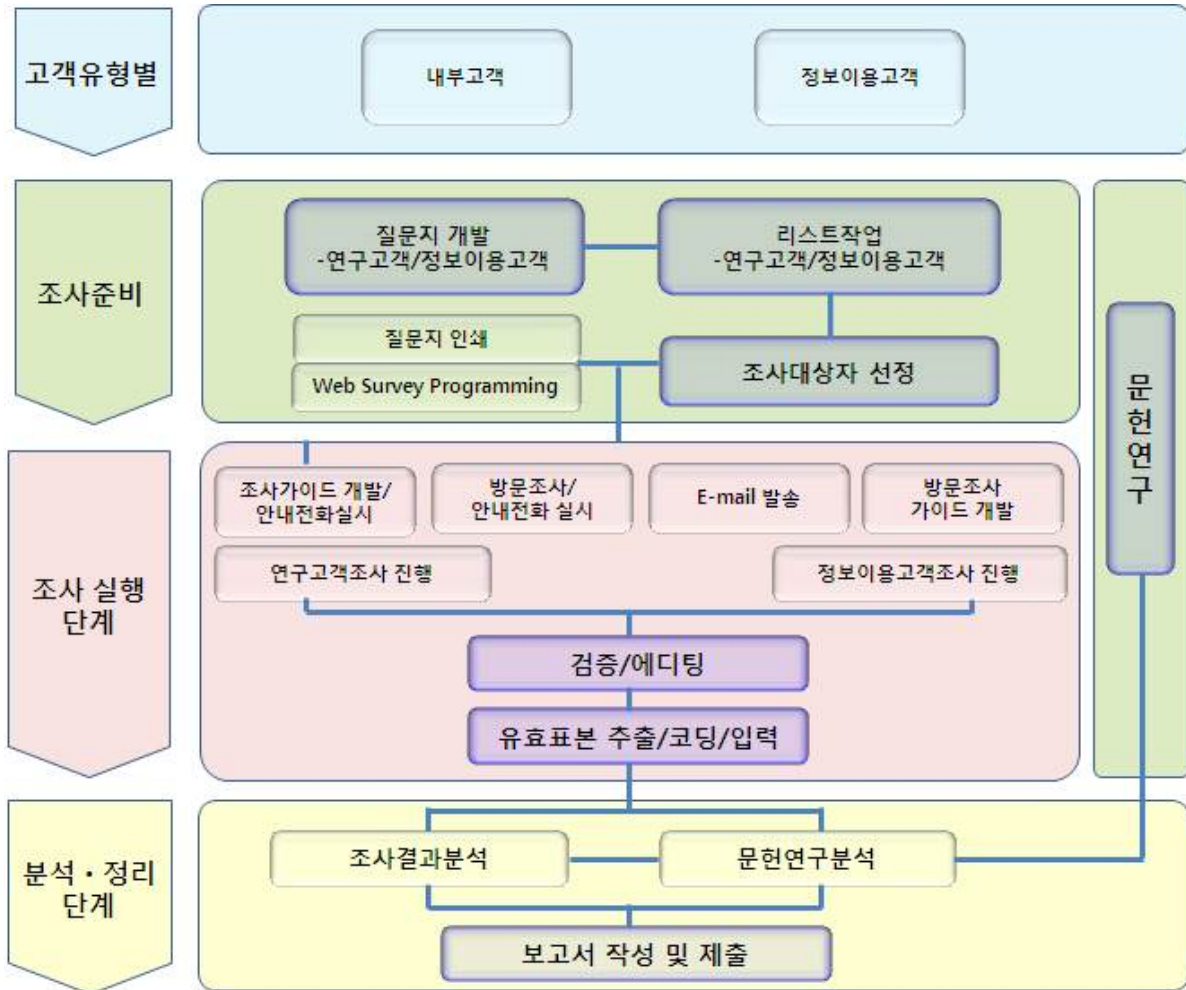 고객유형별
내부고객
정보이용고객
조사준비
질문지 개발
-연구고객/정보이용고객
리스트작업
-연구고객/정보이용고객
질문지 인쇄
Web Survey Programming
조사대상자 선정
문
헌
연
구
조사 실행
단계
조사가이드 개발/
안내전화실시
방문조사/
안내전화 실시
E-mail 발송
방문조사
가이드 개발
연구고객조사 진행
정보이용고객조사 진행
검증/에디팅
유효표본 추출/코딩/입력
분석・정리
단계
조사결과분석
문헌연구분석
보고서 작성 및 제출